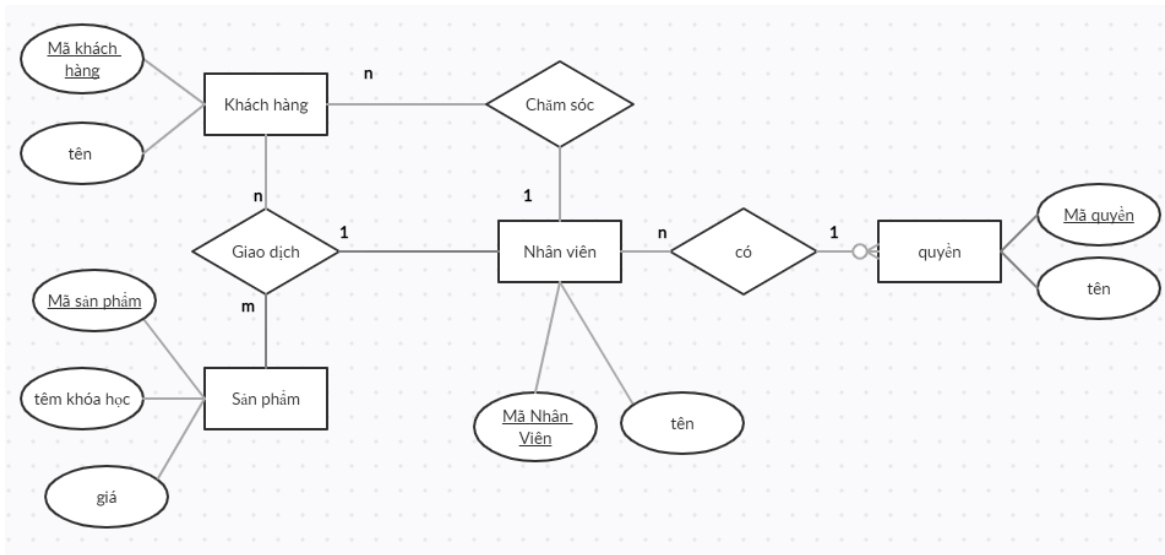 Mã khách
hàng
n
Khách hàng
Chăm sóc
tên
n
1
Mã quyền
Giao dịch
1
Nhân viên
n
có
1
quyền
Mã sản phẩm
m
tên
têm khóa học
Sản phẩm
Mã Nhân
Viên
tên
giá